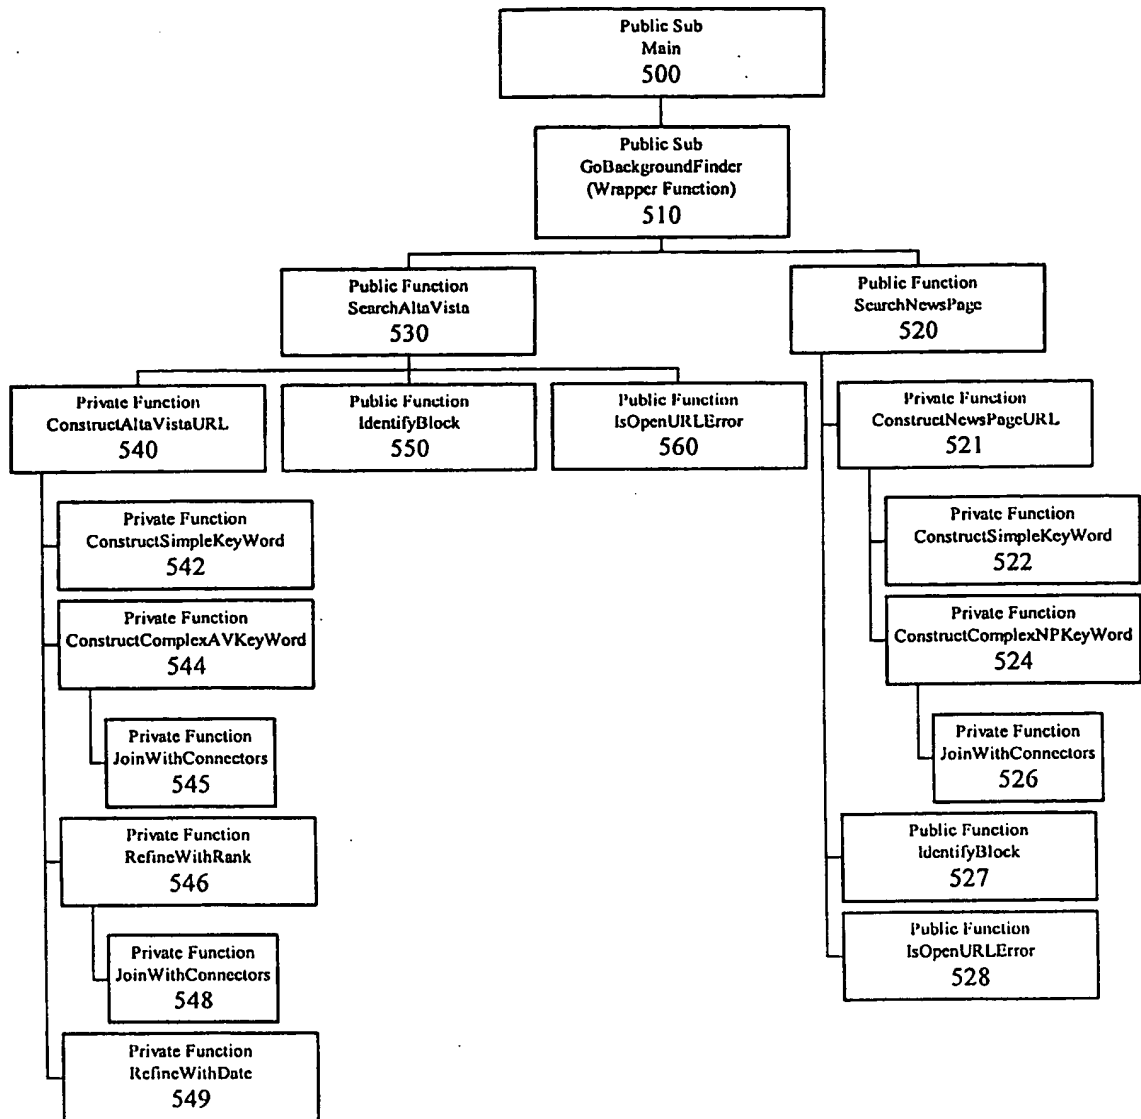 Public Sub
Main
500
Public Sub
GoBackgroundFinder
(Wrapper Function)
510
Public Function
SearchAltaVista
530
Public Function
SearchNewsPage
520
Private Function
ConstructAltaVistaURL
540
Public Function
IdentifyBlock
550
Public Function
IsOpenURLError
560
Private Function
ConstructNewsPageURL
521
Private Function
ConstructSimpleKeyWord
542
Private Function
ConstructComplexAVKeyWord
544
Private Function
JoinWithConnectors
545
Private Function
RefineWithRank
546
Private Function
JoinWithConnectors
548
Private Function
RefineWithDate
549
Private Function
ConstructSimpleKeyWord
522
Private Function
ConstructComplexNPKeyWord
524
Private Function
JoinWithConnectors
526
Public Function
IdentifyBlock
527
Public Function
IsOpenURLError
528